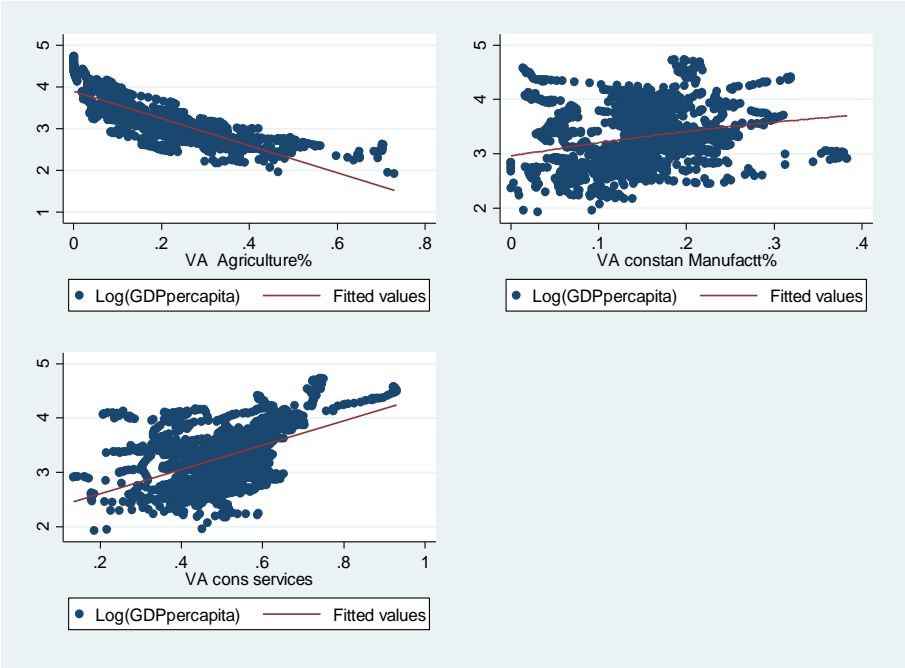 5
4
3
2
1
0 .2 .4 .6 .8
VA Agriculture%
Log(GDPpercapita) Fitted values
5
4
3
2
0 .1 .2 .3 .4
VA constan Manufactt%
Log(GDPpercapita) Fitted values
5
4
3
2
.2 .4 .6 .8 1
VA cons services
Log(GDPpercapita) Fitted values